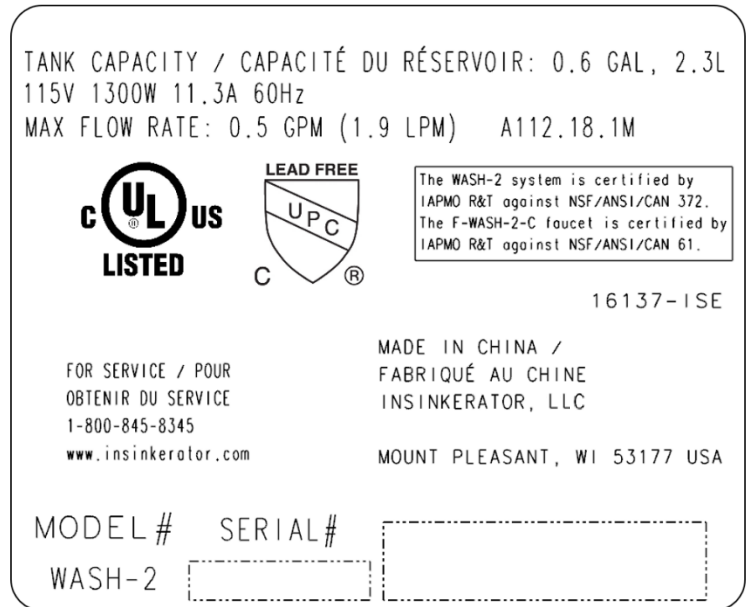 TANK CAPACITY / CAPACITÉ DU RÉSERVOIR: 0.6 GAL, 2.3L
115V 1300W 11.3A 60Hz
MAX FLOW RATE: 0.5 GPM (1.9 LPM) A112.18.1M
C UL ® US
LISTED
LEAD FREE
UPC
C ®
The WASH-2 system is certified by
IAPMO R&T against NSF/ANSI/CAN 372.
The F-WASH-2-C faucet is certified by
IAPMO R&T against NSF/ANSI/CAN 61.
16137-ISE
FOR SERVICE / POUR
OBTENIR DU SERVICE
1-800-845-8345
www.insinkerator.com
MADE IN CHINA /
FABRIQUÉ AU CHINE
INSINKERATOR, LLC
MOUNT PLEASANT, WI 53177 USA
MODEL# SERIAL#
WASH-2